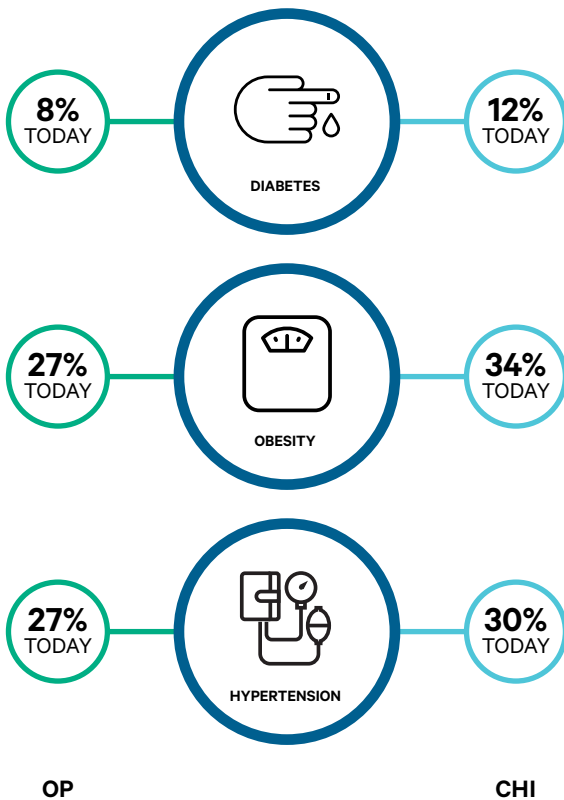 8%
TODAY
12%
TODAY
DIABETES
27%
TODAY
34%
TODAY
OBESITY
27%
TODAY
30%
TODAY
HYPERTENSION
OP
CHI